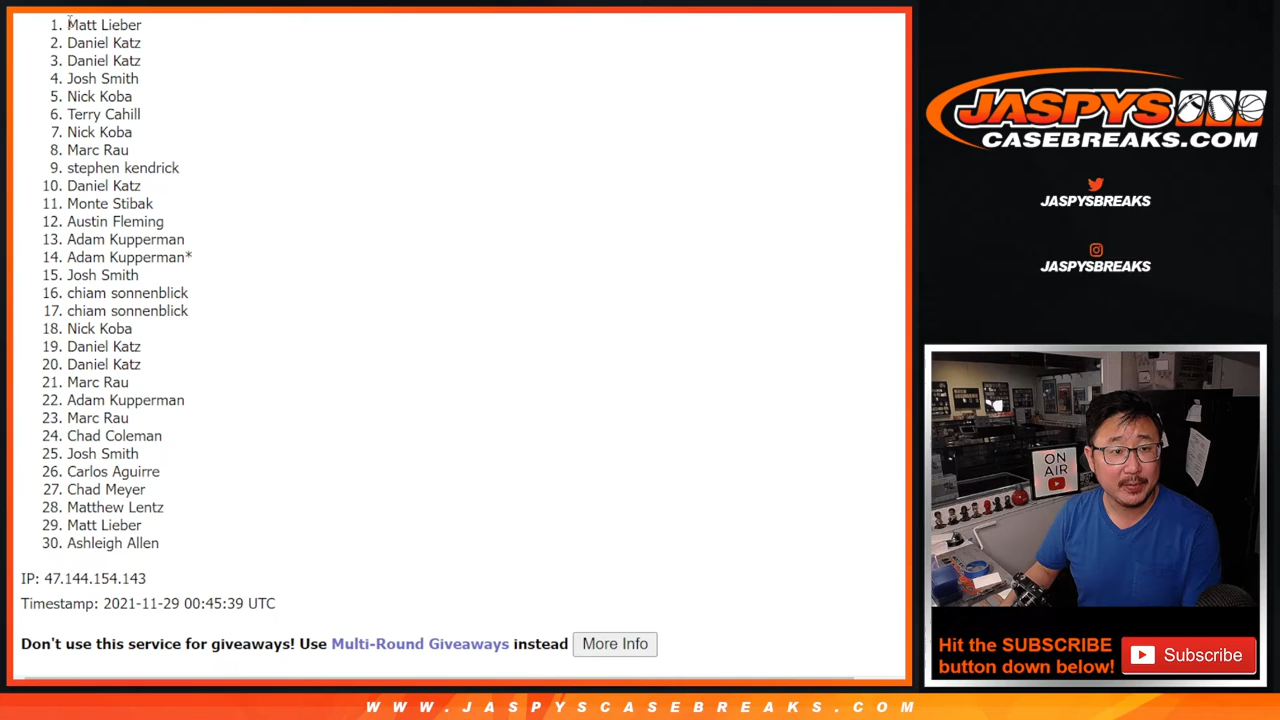 1. Matt Lieber
2. Daniel Katz
3. Daniel Katz
4. Josh Smith
5. Nick Koba
6. Terry Cahill
7. Nick Koba
8. Marc Rau
9. stephen kendrick
10. Daniel Katz
11. Monte Stibak
12. Austin Fleming
13. Adam Kupperman
14. Adam Kupperman*
15. Josh Smith
16. chiam sonnenblick
17. chiam sonnenblick
18. Nick Koba
19. Daniel Katz
20. Daniel Katz
21. Marc Rau
22. Adam Kupperman
23. Marc Rau
24. Chad Coleman
25. Josh Smith
26. Carlos Aguirre
27. Chad Meyer
28. Matthew Lentz
29. Matt Lieber
30. Ashleigh Allen
IP: 47.144.154.143
Timestamp: 2021-11-29 00:45:39 UTC
Don't use this service for giveaways! Use Multi-Round Giveaways instead More Info
JASPYS
CASEBREAKS.COM
JASPYSBREAKS
JASPYSBREAKS
ON
AIR
Hit the SUBSCRIBE
button down below!
Subscribe
WWW.JASPYSCASEBREAKS.COM